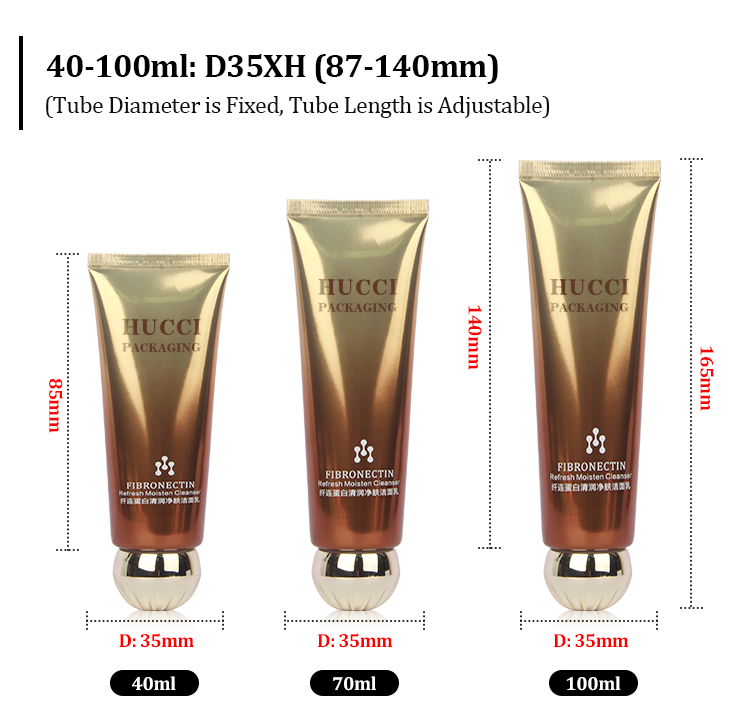 40-100ml: D35XH (87-140mm)
(Tube Diameter is Fixed, Tube Length is Adjustable)
HUCCI
PACKAGING
FIBRONECTIN
Refresh Moisten Cleanser
纤连蛋白清润净肤洁面乳
85mm
D: 35mm
40ml
HUCCI
PACKAGING
FIBRONECTIN
Refresh Moisten Cleanser
纤连蛋白清润净肤洁面乳
D: 35mm
70ml
140mm
HUCCI
PACKAGING
FIBRONECTIN
Refresh Moisten Cleanser
纤连蛋白清润净肤洁面乳
165mm
D: 35mm
100ml